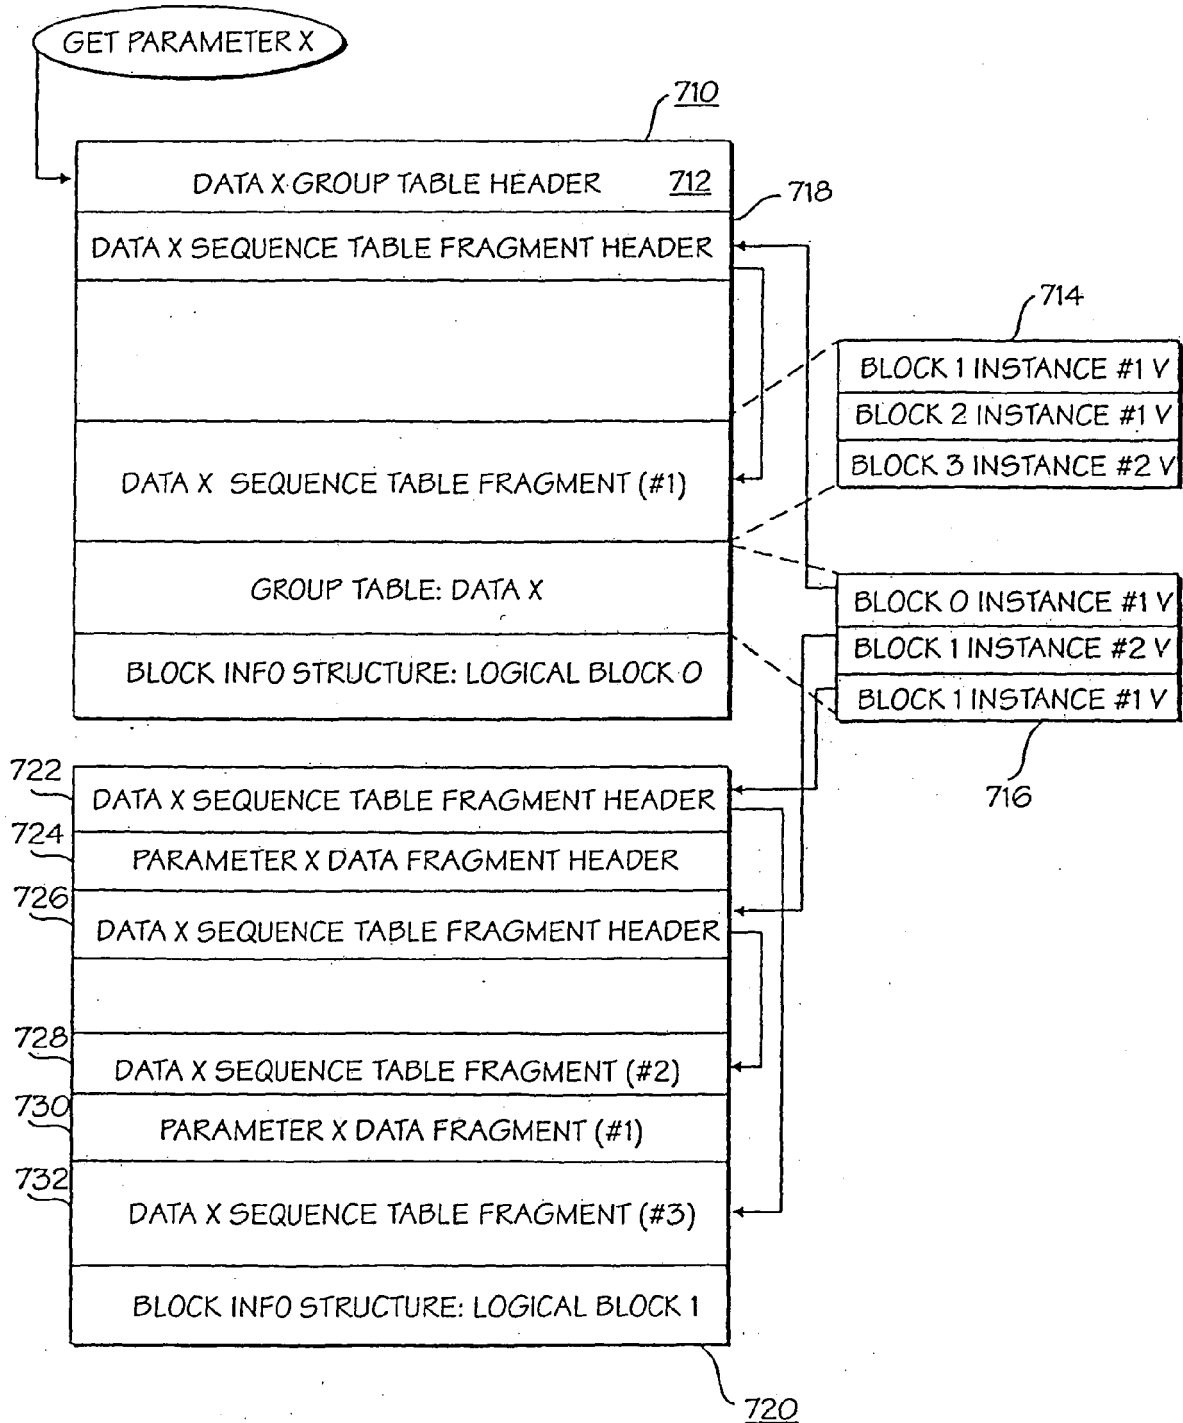 GET PARAMETER X
710
DATA X GROUP TABLE HEADER 712
718
DATA X SEQUENCE TABLE FRAGMENT HEADER
714
BLOCK 1 INSTANCE #1 V
BLOCK 2 INSTANCE #1 V
BLOCK 3 INSTANCE #2 V
DATA X SEQUENCE TABLE FRAGMENT (#1)
GROUP TABLE: DATA X
BLOCK 0 INSTANCE #1 V
BLOCK 1 INSTANCE #2 V
BLOCK 1 INSTANCE #1 V
BLOCK INFO STRUCTURE: LOGICAL BLOCK 0
716
722
DATA X SEQUENCE TABLE FRAGMENT HEADER
724
PARAMETER X DATA FRAGMENT HEADER
726
DATA X SEQUENCE TABLE FRAGMENT HEADER
728
DATA X SEQUENCE TABLE FRAGMENT (#2)
730
PARAMETER X DATA FRAGMENT (#1)
732
DATA X SEQUENCE TABLE FRAGMENT (#3)
BLOCK INFO STRUCTURE: LOGICAL BLOCK 1
720